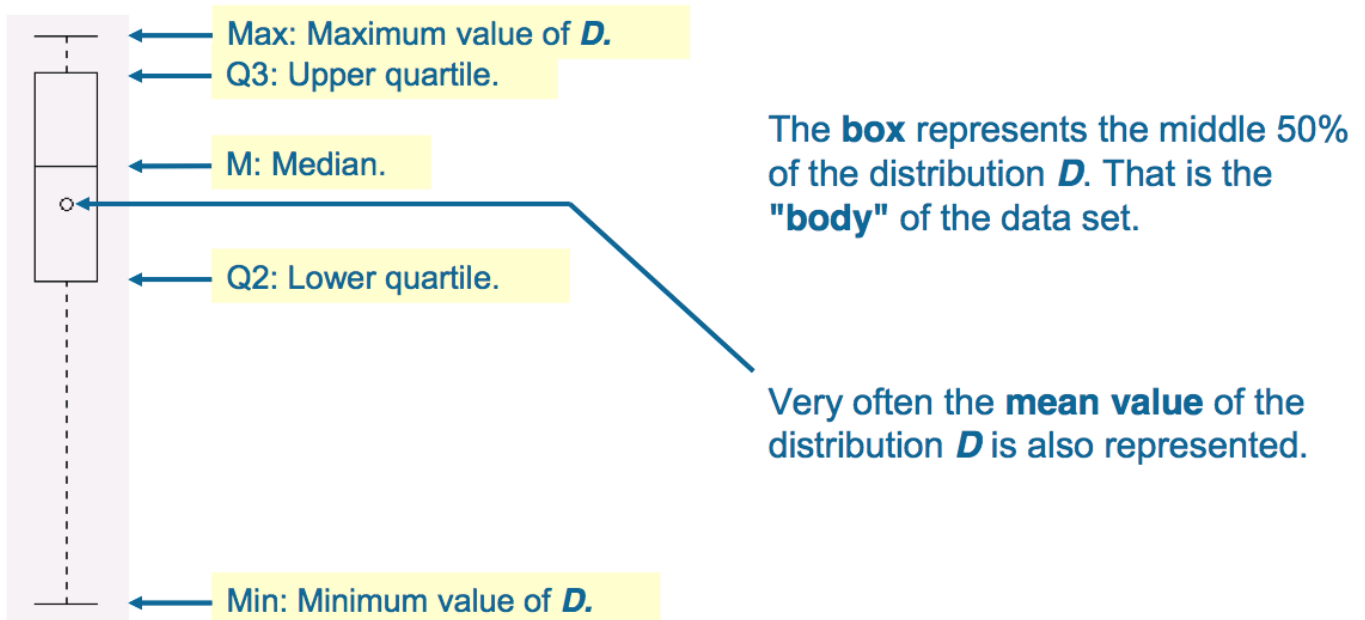 Max: Maximum value of D.
Q3: Upper quartile.
The box represents the middle 50%
of the distribution D. That is the
"body" of the data set.
M: Median.
Q2: Lower quartile.
Very often the mean value of the
distribution D is also represented.
Min: Minimum value of D.